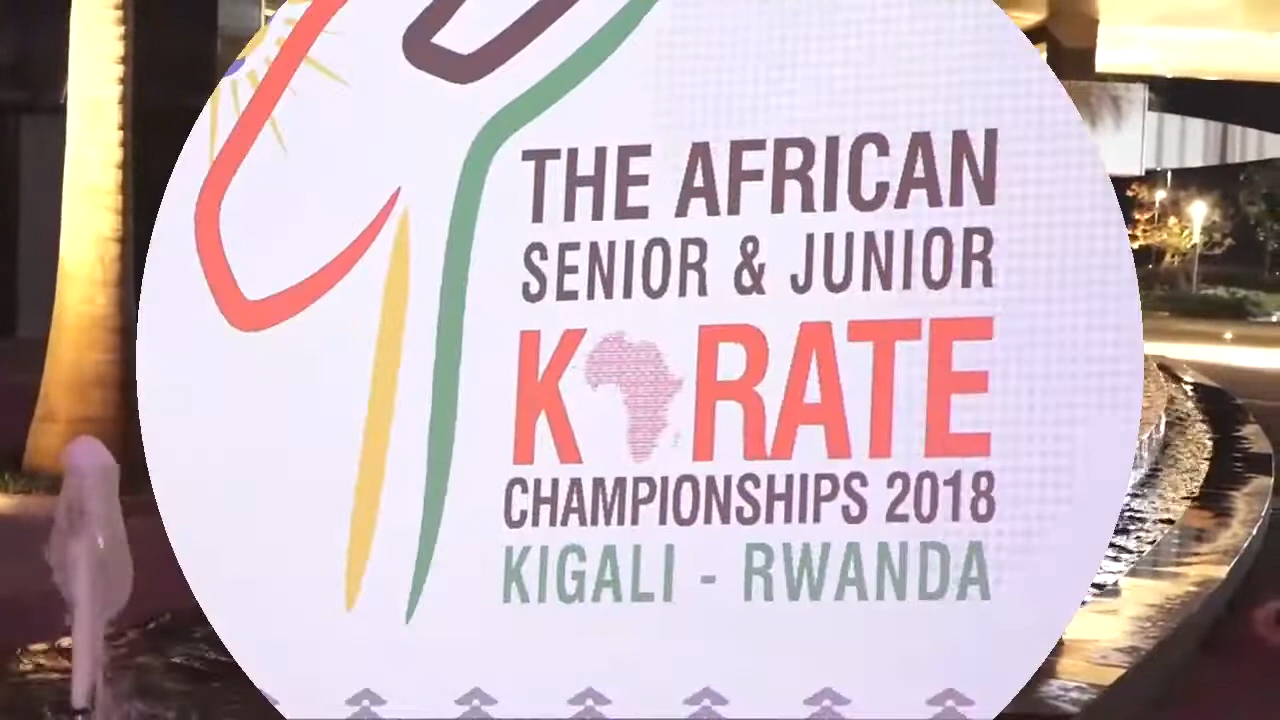 THE AFRICAN
SENIOR & JUNIOR
KARATE
CHAMPIONSHIPS 2018
KIGALI - RWANDA